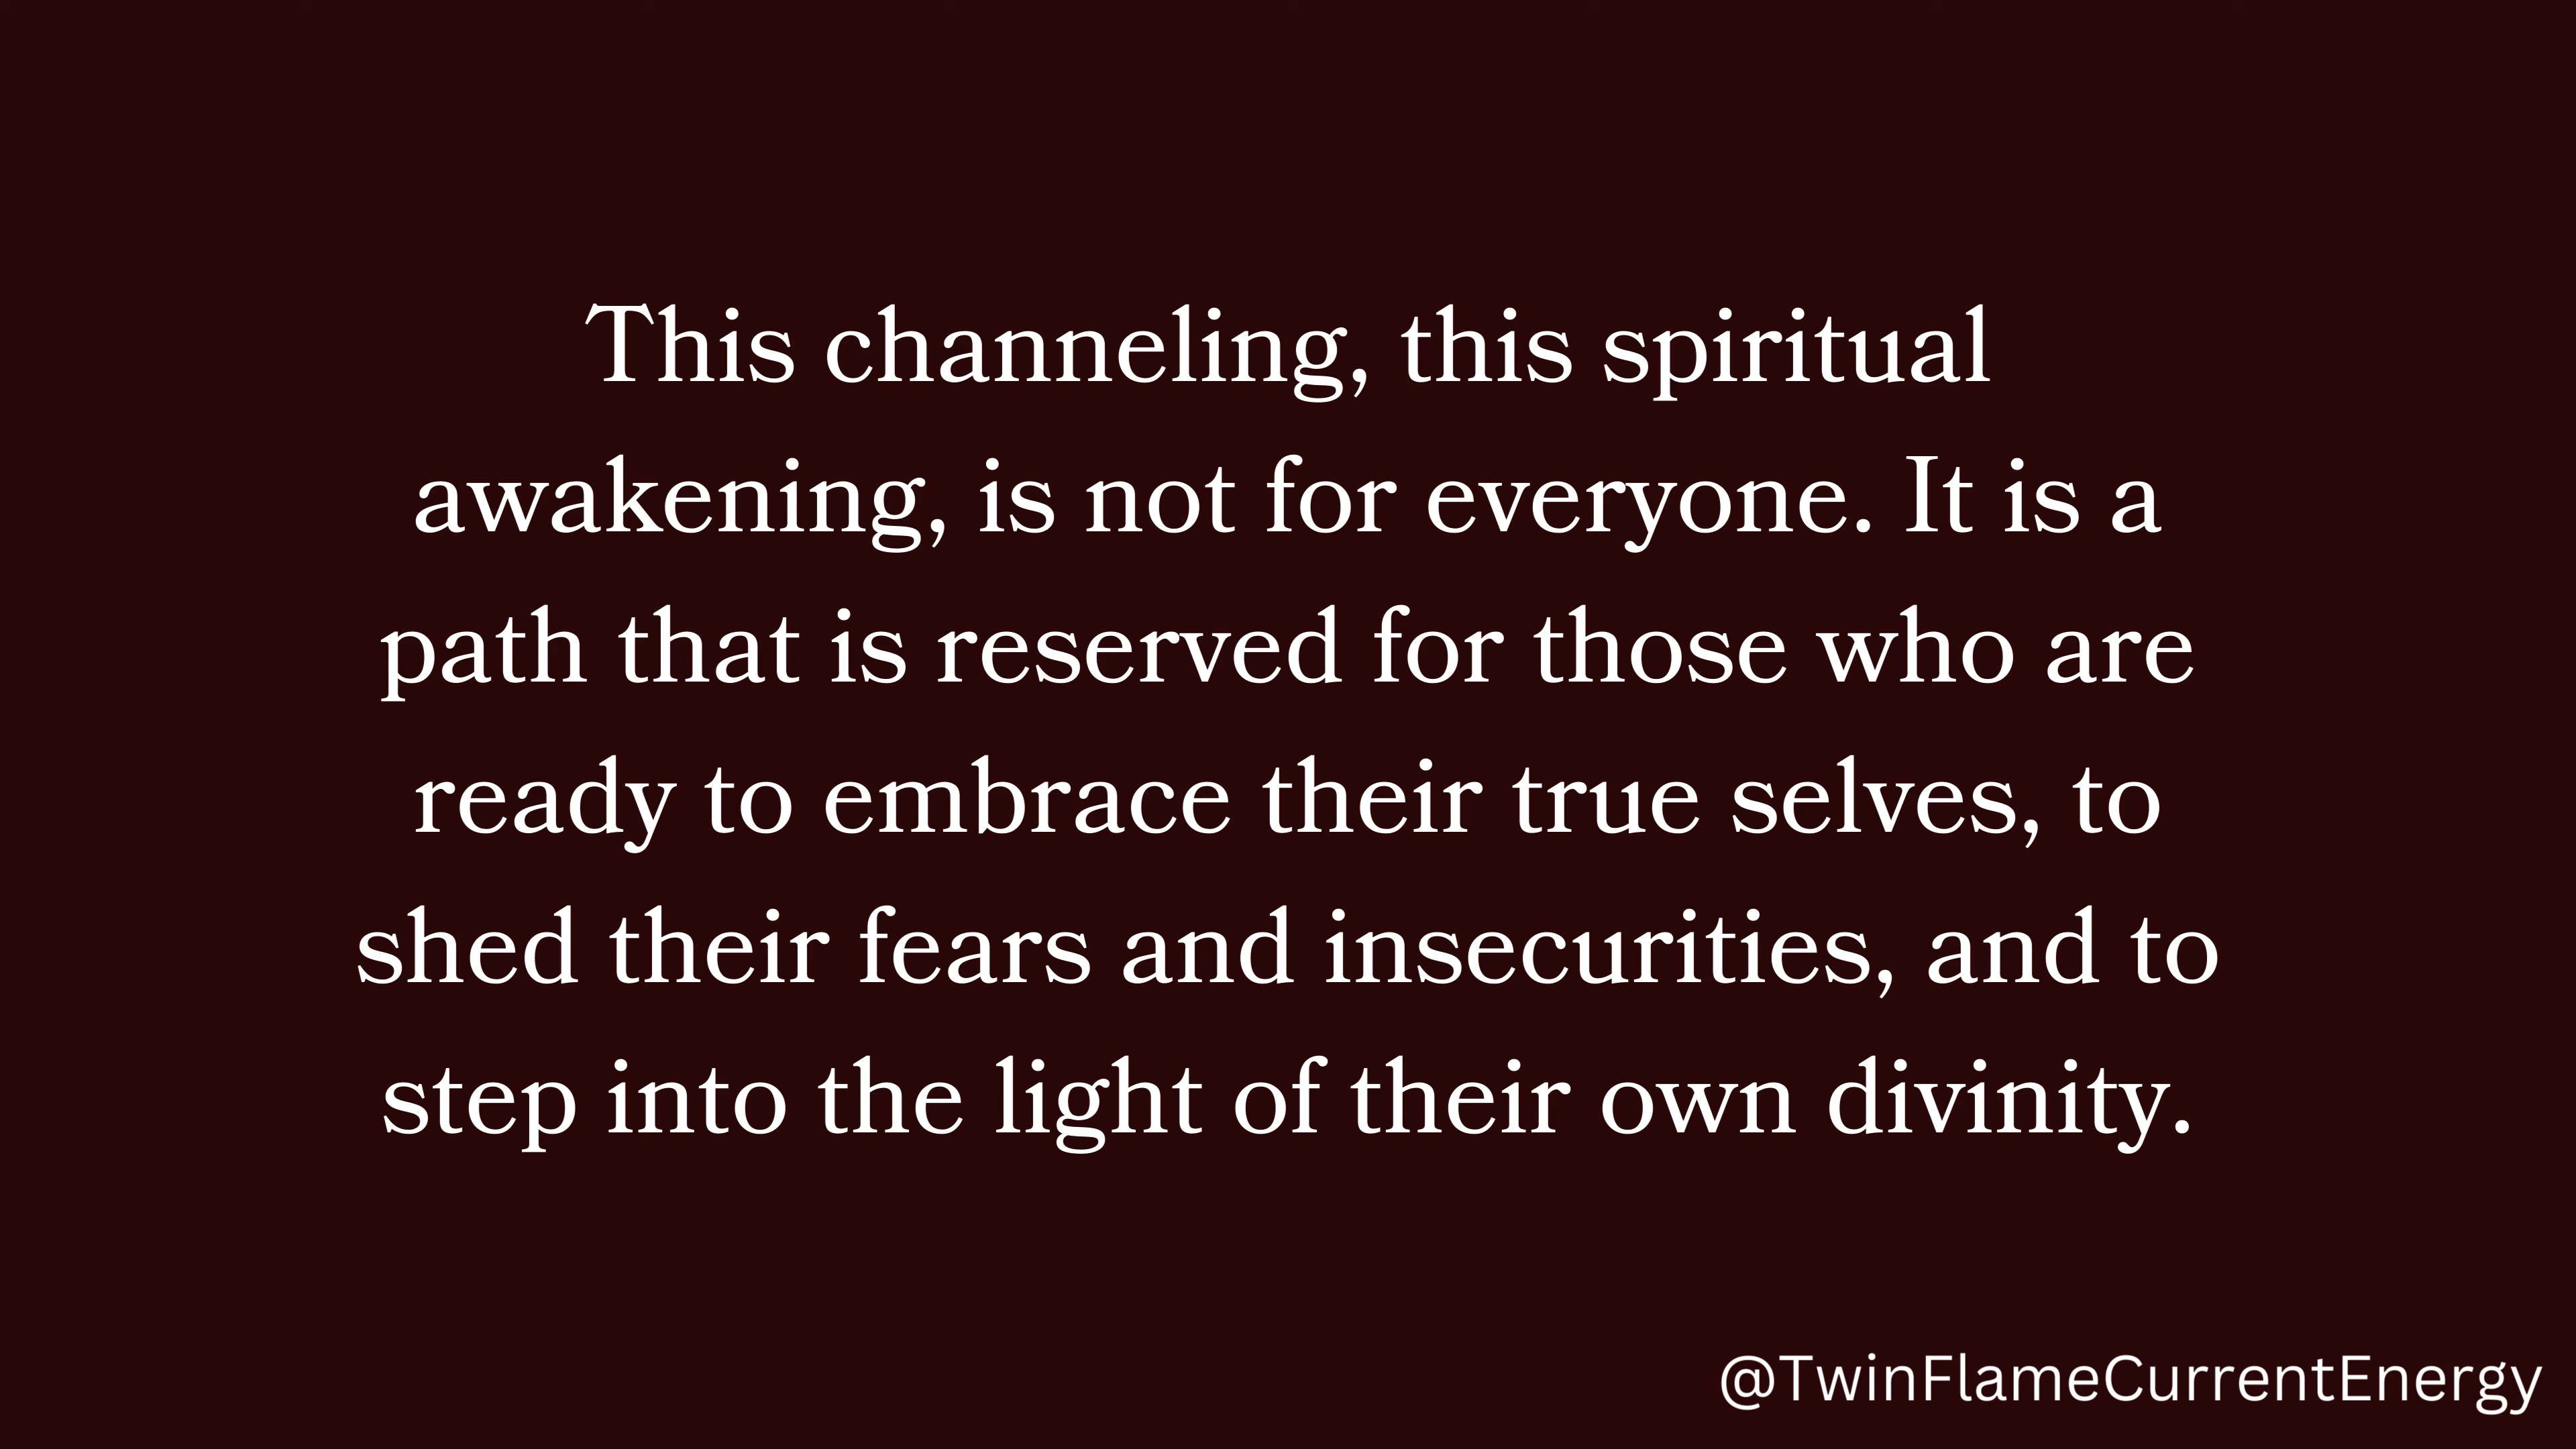 This channeling, this spiritual
awakening, is not for everyone. It is a
path that is reserved for those who are
ready to embrace their true selves, to
shed their fears and insecurities, and to
step into the light of their own divinity.
@TwinFlameCurrentEnergy